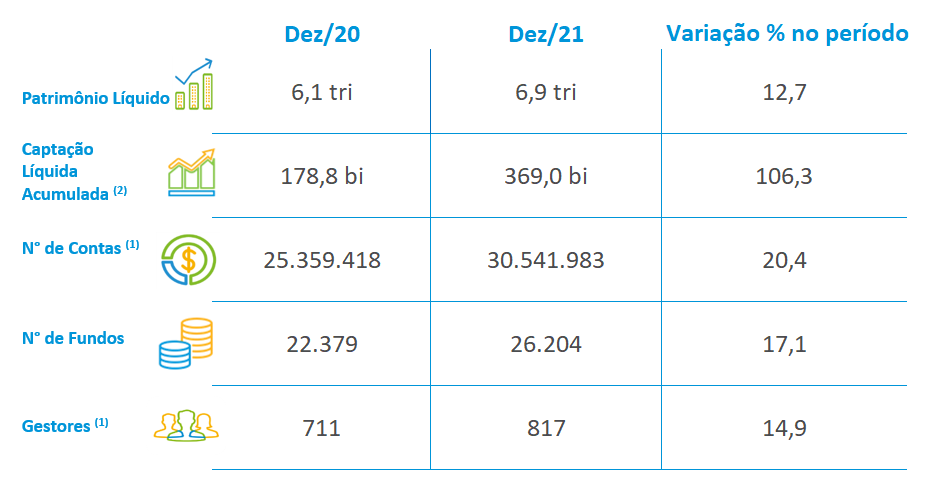 Dez/20 Dez/21 Variação % no período
Patrimônio Líquido 6,1 tri 6,9 tri 12,7
Captação
Líquida
Acumulada (2) 178,8 bi 369,0 bi 106,3
N° de Contas (1) $ 25.359.418 30.541.983 20,4
N° de Fundos 22.379 26.204 17,1
Gestores (1) 711 817 14,9